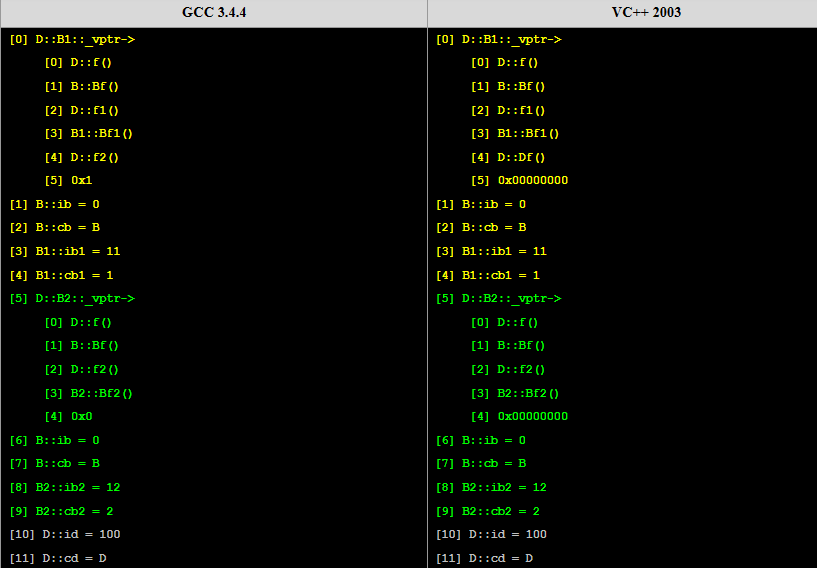 GCC 3.4.4
[0] D::B1::_vptr->
[0] D::f()
[1] B::Bf()
[2] D::f1()
[3] B1::Bf1()
[4] D::f2()
[5] 0x1
[1] B::ib = 0
[2] B::cb = B
[3] B1::ib1 = 11
[4] B1::cb1 = 1
[5] D::B2::_vptr->
[0] D::f()
[1] B::Bf()
[2] D::f2()
[3] B2::Bf2()
[4] 0x0
[6] B::ib = 0
[7] B::cb = B
[8] B2::ib2 = 12
[9] B2::cb2 = 2
[10] D::id = 100
[11] D::cd = D
VC++ 2003
[0] D::B1::_vptr->
[0] D::f()
[1] B::Bf()
[2] D::f1()
[3] B1::Bf1()
[4] D::Df()
[5] 0x00000000
[1] B::ib = 0
[2] B::cb = B
[3] B1::ib1 = 11
[4] B1::cb1 = 1
[5] D::B2::_vptr->
[0] D::f()
[1] B::Bf()
[2] D::f2()
[3] B2::Bf2()
[4] 0x00000000
[6] B::ib = 0
[7] B::cb = B
[8] B2::ib2 = 12
[9] B2::cb2 = 2
[10] D::id = 100
[11] D::cd = D